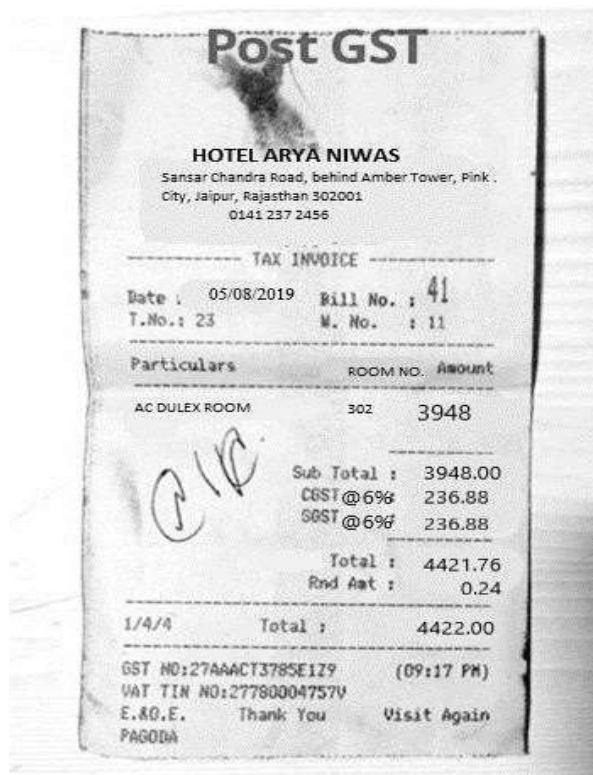 Post GST
HOTEL ARYA NIWAS
Sansar Chandra Road, behind Amber Tower, Pink .
City, Jaipur, Rajasthan 302001
0141 237 2456
TAX INVOICE
Date : 05/08/2019 Bill No. : 41
T.No.: 23 W. No. : 11
Particulars ROOM NO. Amount
AC DULEX ROOM 302 3948
Sub Total : 3948.00
CGST @6% 236.88
SGST @6% 236.88
Total : 4421.76
Rnd Amt : 0.24
1/4/4 Total : 4422.00
GST NO:27AAACT3785E1Z9 (09:17 PM)
VAT TIN NO:27780004757V
E.&O.E. Thank You Visit Again
PAGODA